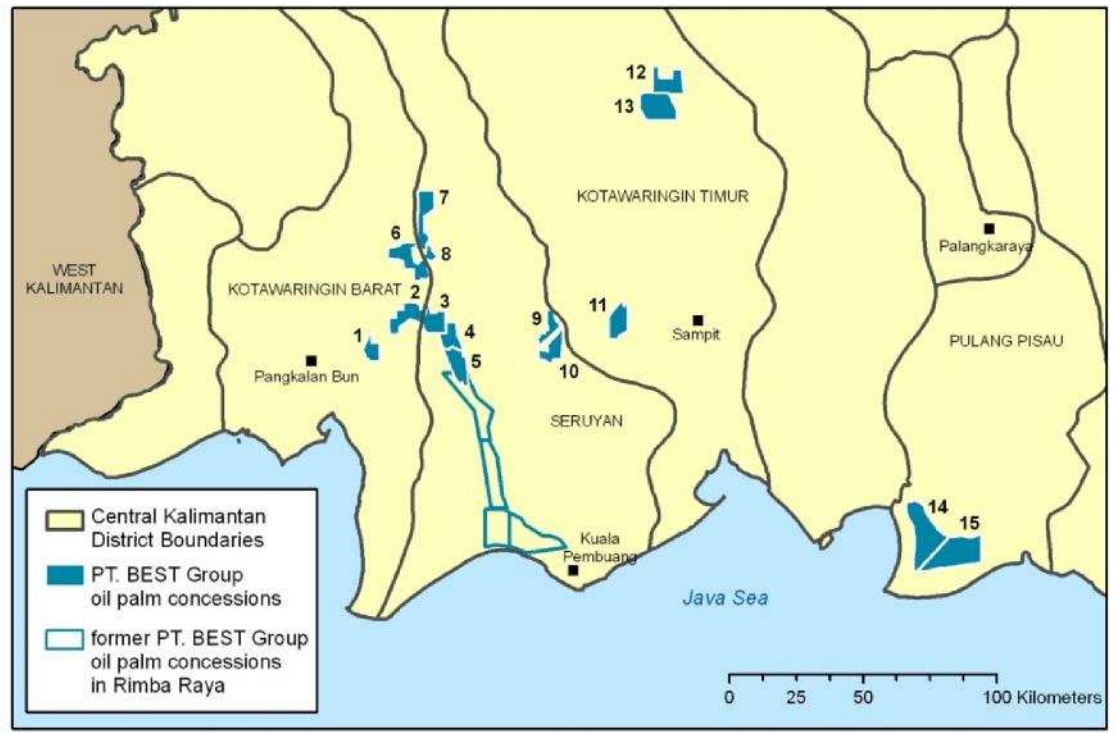 12
13
KOTAWARINGIN TIMUR
7
Palangkaraya
6
8
WEST
KALIMANTAN
KOTAWARINGIN BARAT
2
3
9
11
4
Sampit
1
PULANG PISAU
5
10
Pangkalan Bun
SERUYAN
14
15
Kuala
Pembuang
Java Sea
Central Kalimantan
District Boundaries
PT. BEST Group
oil palm concessions
former PT. BEST Group
oil palm concessions
in Rimba Raya
0 25 50 100 Kilometers